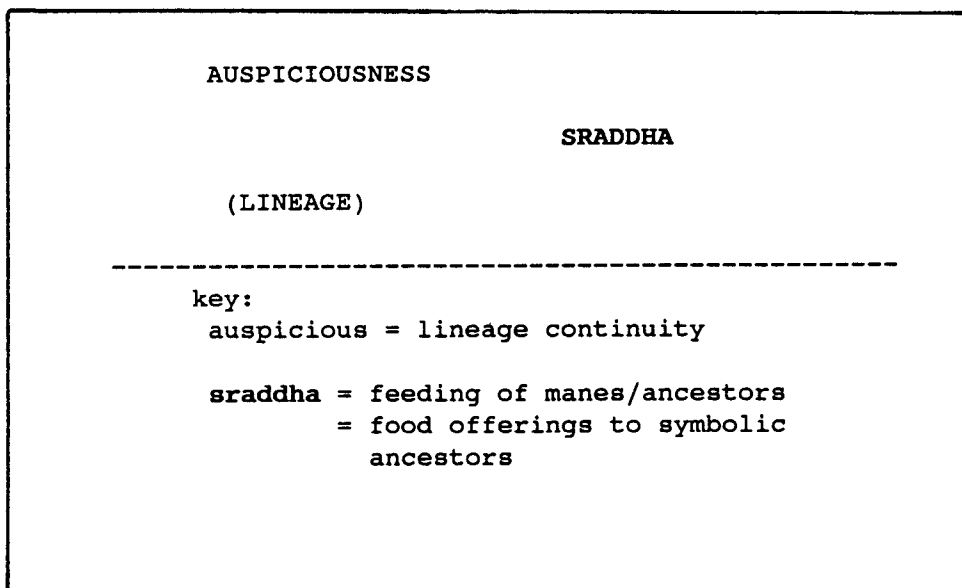 AUSPICIOUSNESS
SRADDHA
(LINEAGE)
key:
auspicious = lineage continuity
sraddha = feeding of manes/ancestors
= food offerings to symbolic
ancestors